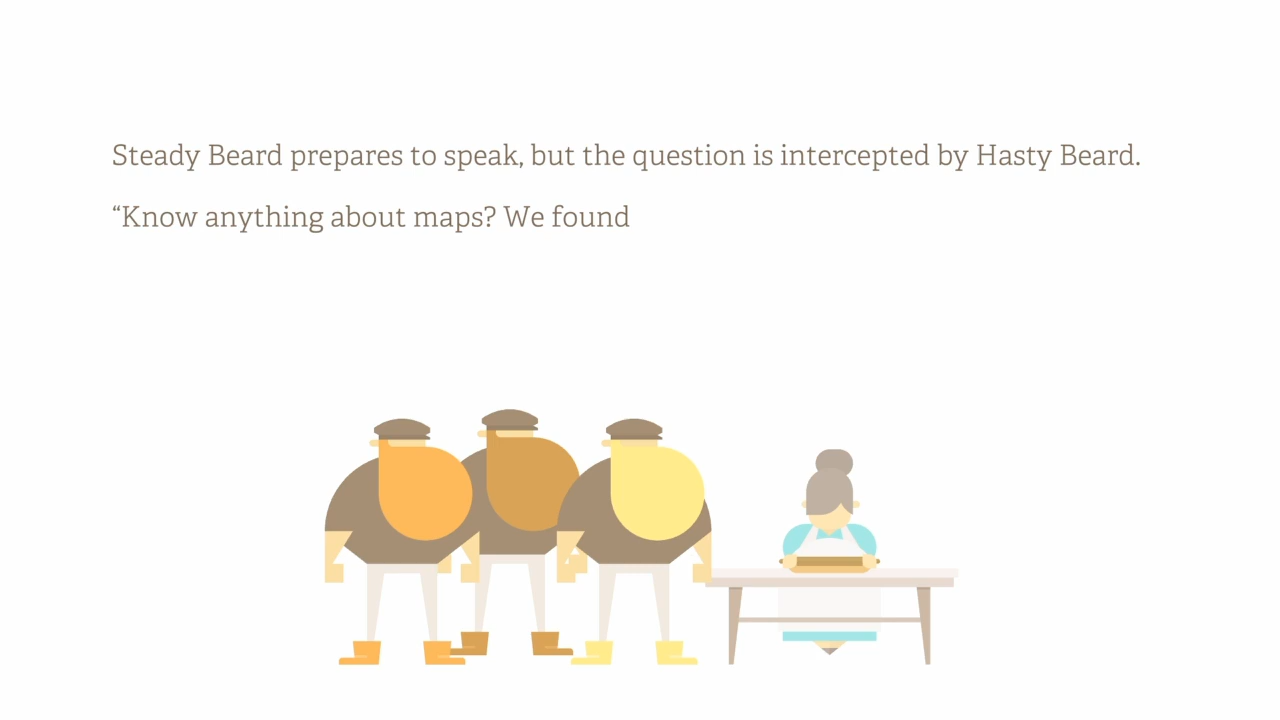 Steady Beard prepares to speak, but the question is intercepted by Hasty Beard.
“Know anything about maps? We found